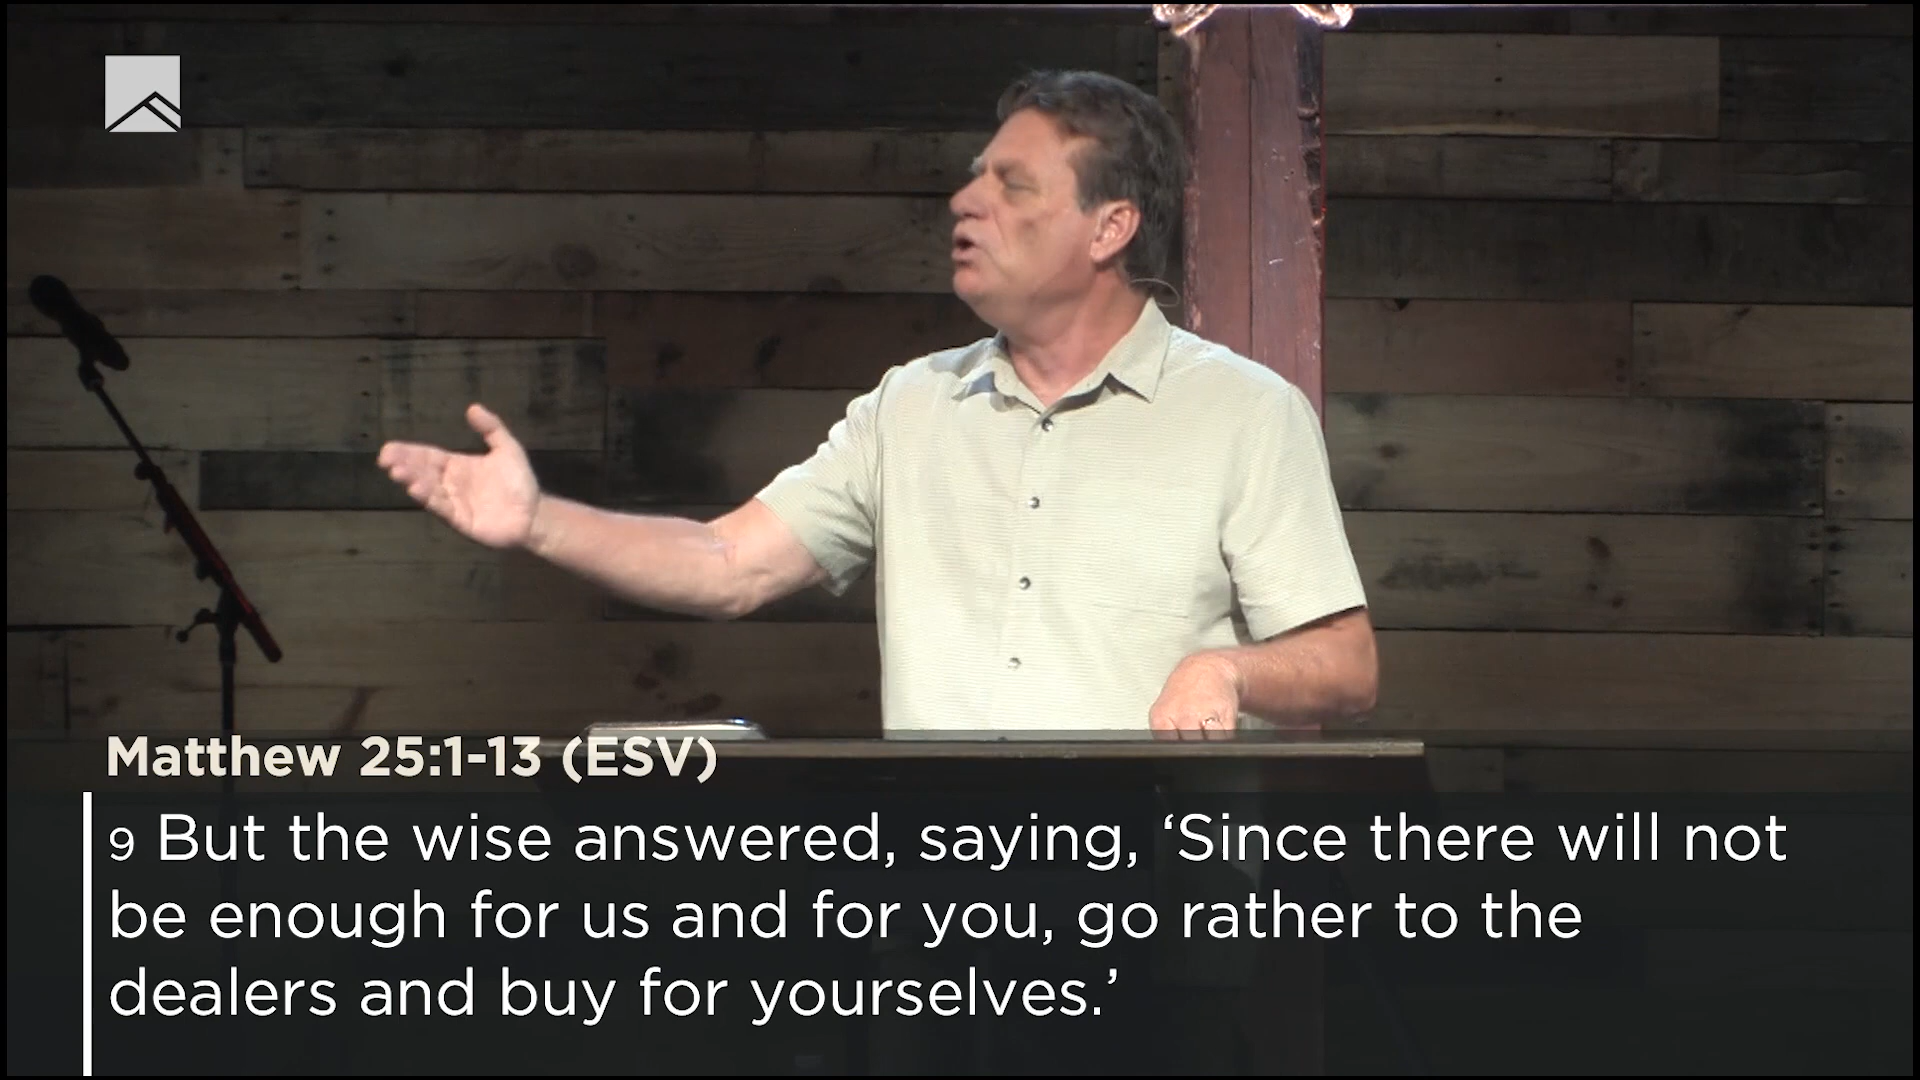 Matthew 25:1-13 (ESV)
9 But the wise answered, saying, ‘Since there will not
be enough for us and for you, go rather to the
dealers and buy for yourselves.’